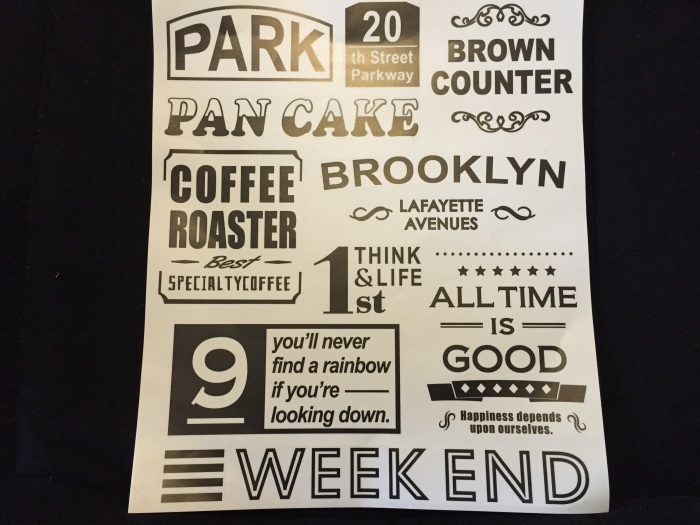 PARK
20
th Street
Parkway
BROWN
COUNTER
PAN CAKE
COFFEE
ROASTER
Best
SPECIALTYCOFFEE
BROOKLYN
LAFAYETTE
AVENUES
1st
THINK
&LIFE
ALL TIME
IS
GOOD
Happiness depends
upon ourselves.
9
you'll never
find a rainbow
if you're
looking down.
WEEK END